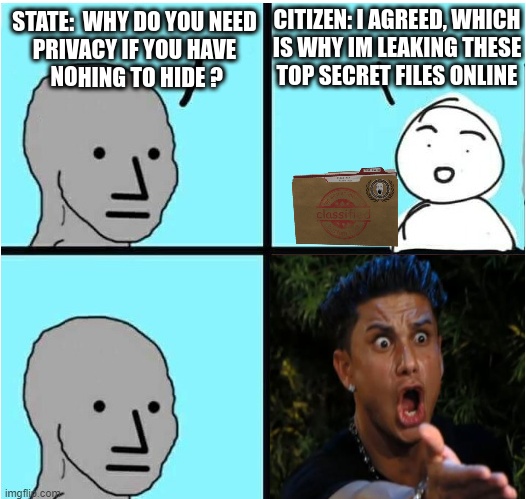 STATE: WHY DO YOU NEED
PRIVACY IF YOU HAVE
NOHING TO HIDE ?
CITIZEN: I AGREED, WHICH
IS WHY IM LEAKING THESE
TOP SECRET FILES ONLINE
imgflip.com